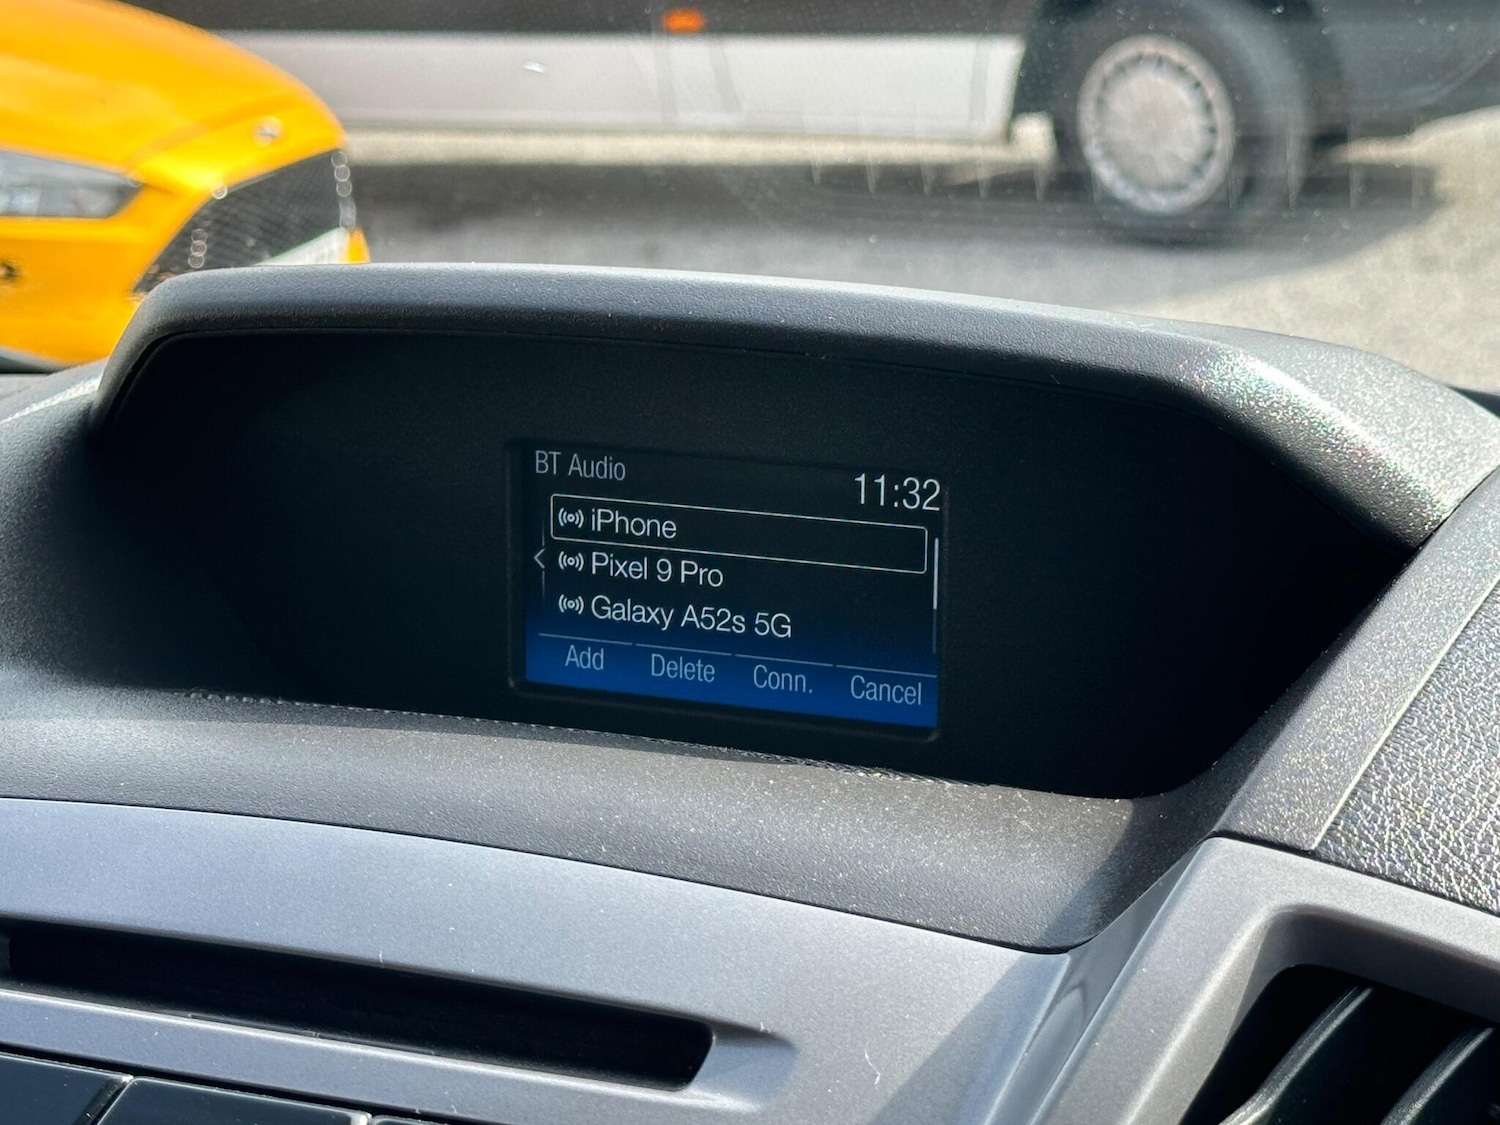 BT Audio
11:32
iPhone
Pixel 9 Pro
Galaxy A52s 5G
Add Delete Conn. Cancel